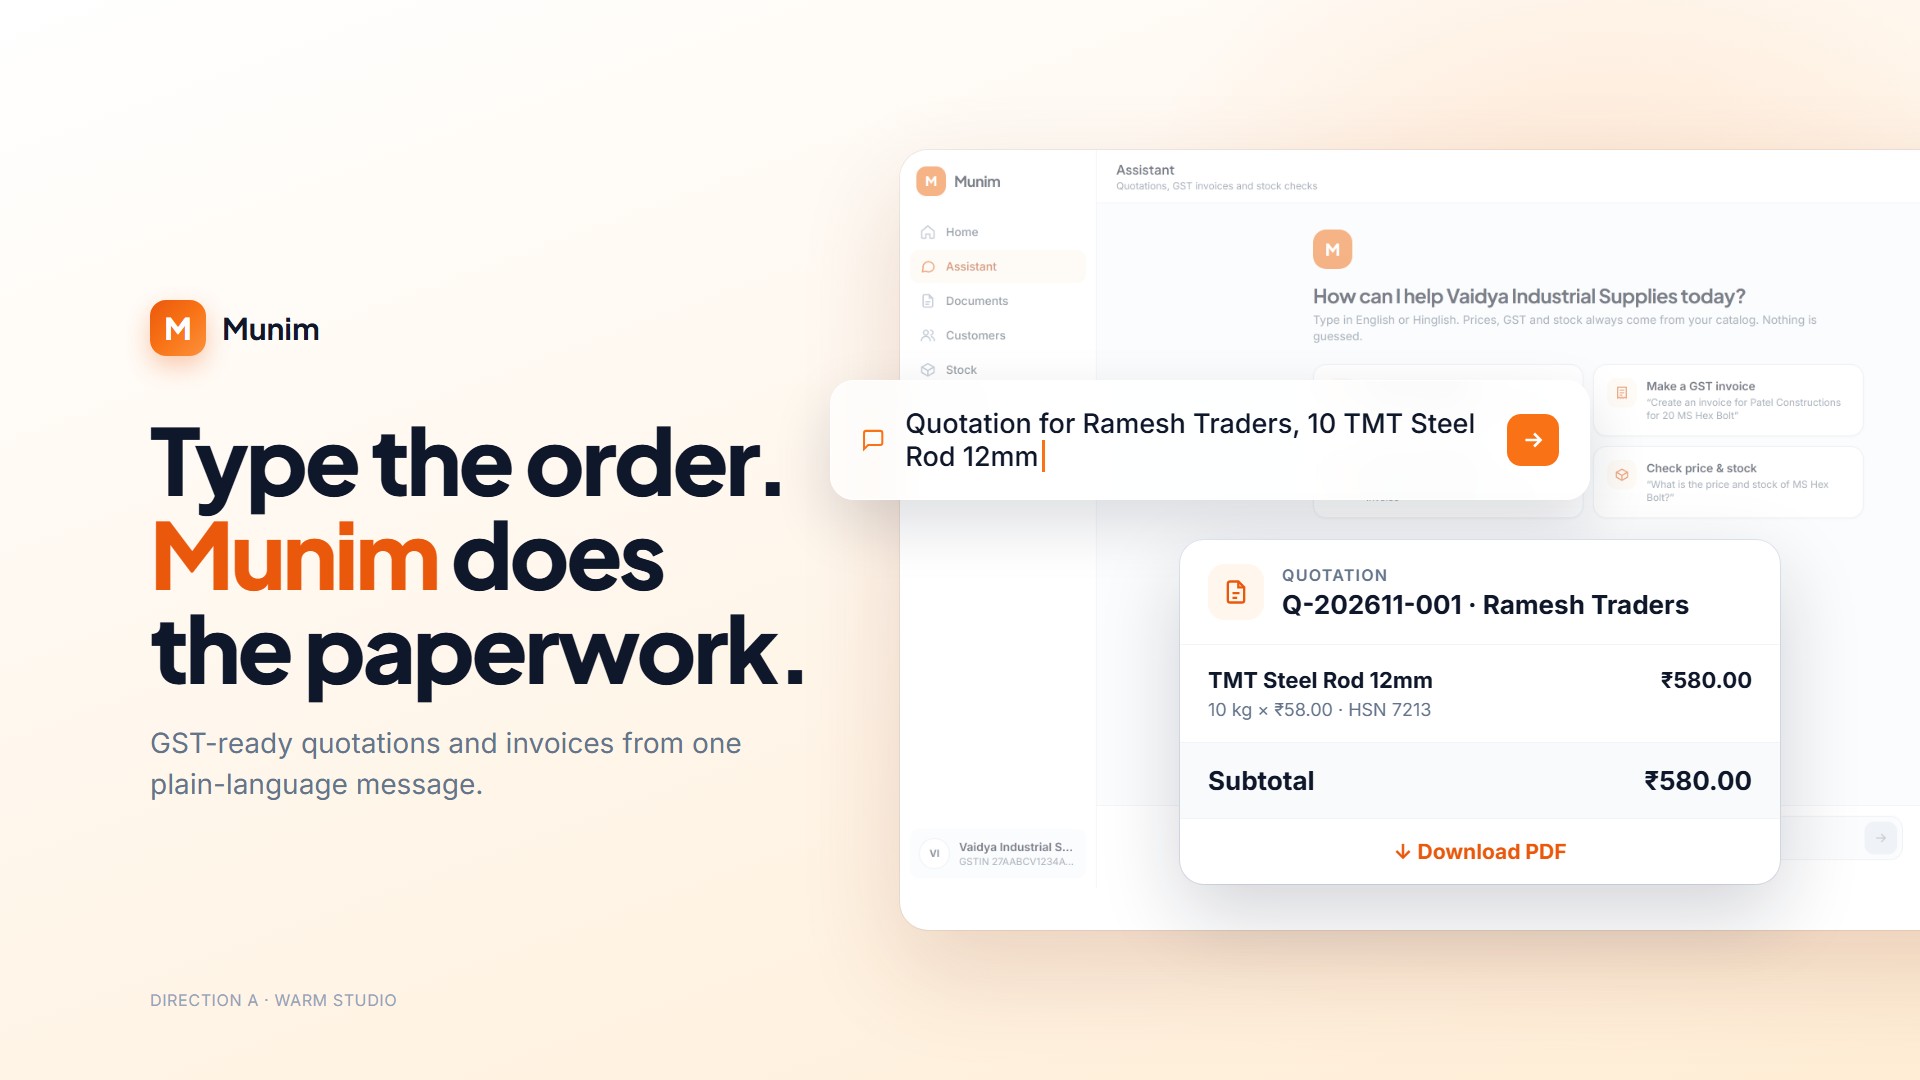 M Munim
Type the order.
Munim does
the paperwork.
GST-ready quotations and invoices from one
plain-language message.
DIRECTION A · WARM STUDIO
M Munim
Home
Assistant
Documents
Customers
Stock
VI
Vaidya Industrial S...
GSTIN 27AABCV1234A...
Assistant
Quotations, GST invoices and stock checks
M
How can I help Vaidya Industrial Supplies today?
Type in English or Hinglish. Prices, GST and stock always come from your catalog. Nothing is
guessed.
Make a GST invoice
"Create an invoice for Patel Constructions
for 20 MS Hex Bolt"
Check price & stock
"What is the price and stock of MS Hex
Bolt?"
Quotation for Ramesh Traders, 10 TMT Steel
Rod 12mm
QUOTATION
Q-202611-001 · Ramesh Traders
TMT Steel Rod 12mm ₹580.00
10 kg × ₹58.00 · HSN 7213
Subtotal ₹580.00
↓ Download PDF